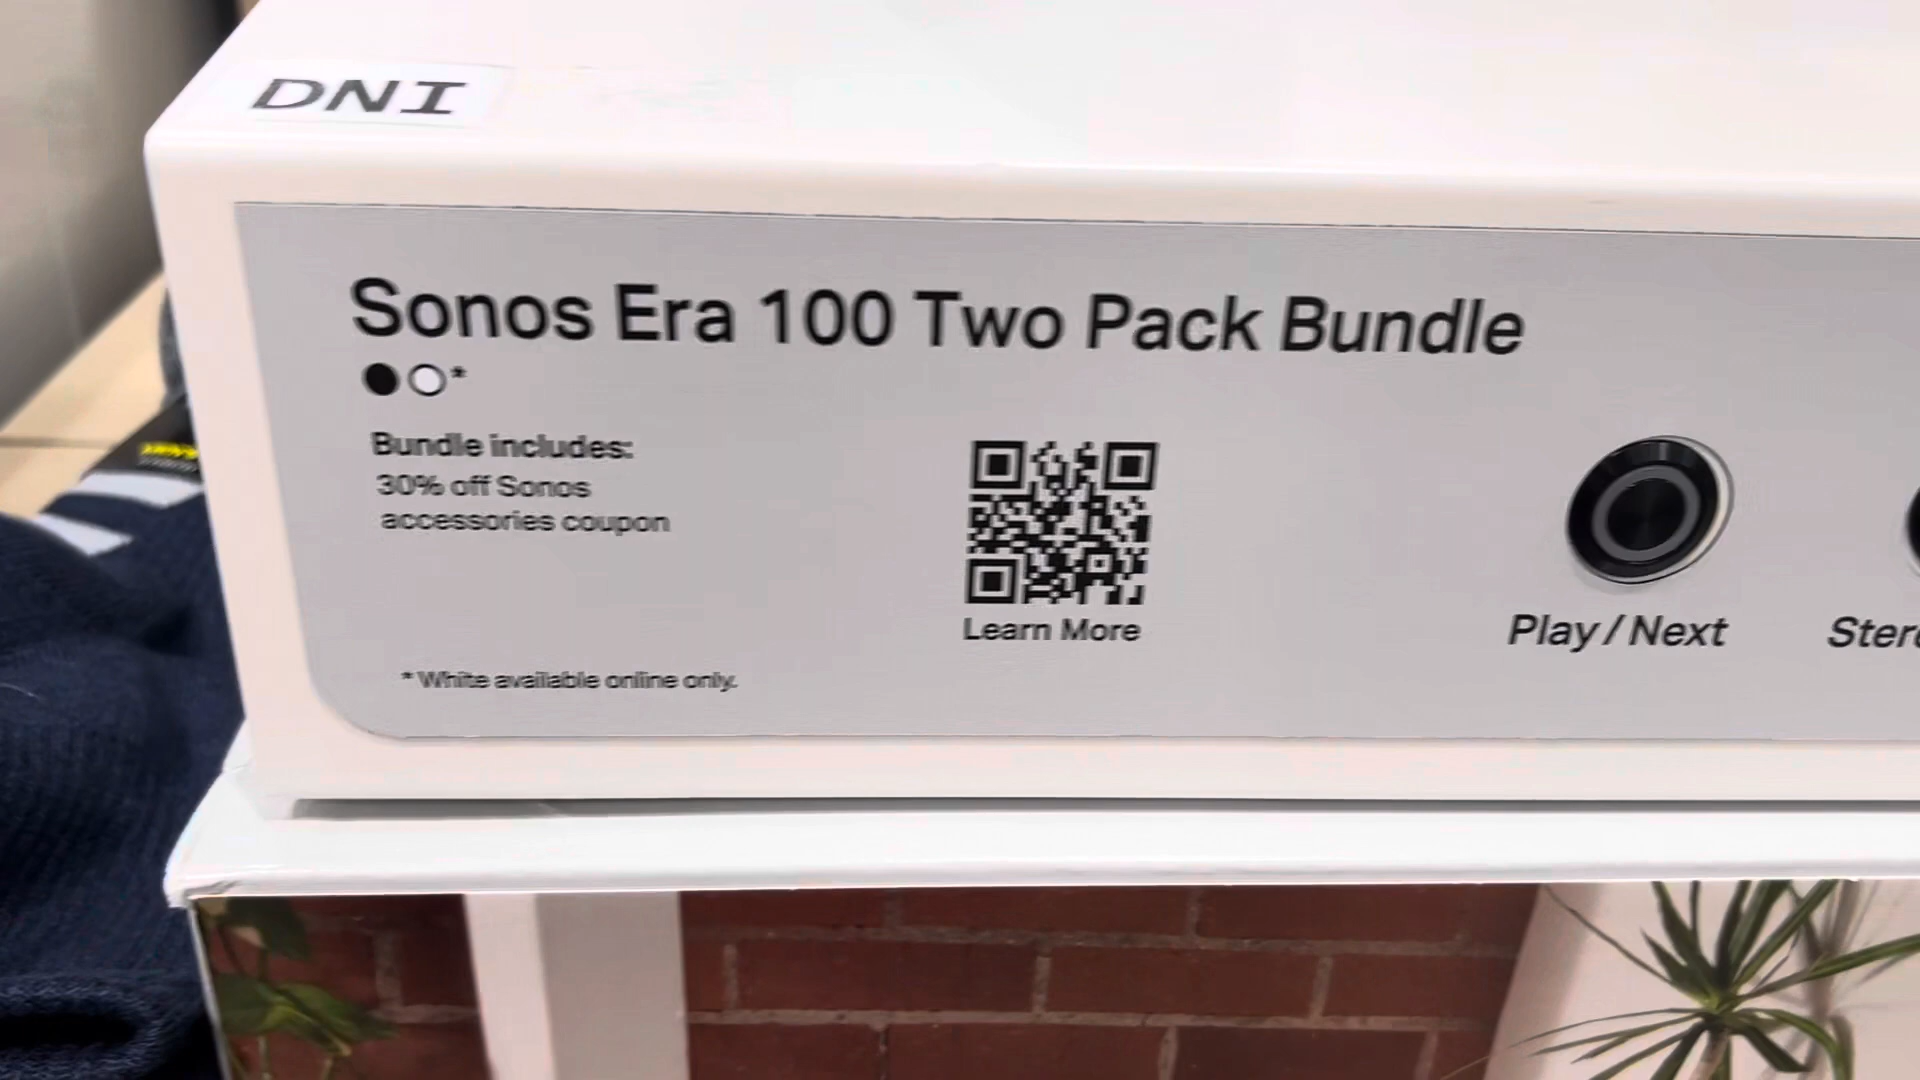 DNI
Sonos Era 100 Two Pack Bundle
*
Bundle includes:
30% off Sonos
accessories coupon
Learn More
* White available online only.
Play / Next